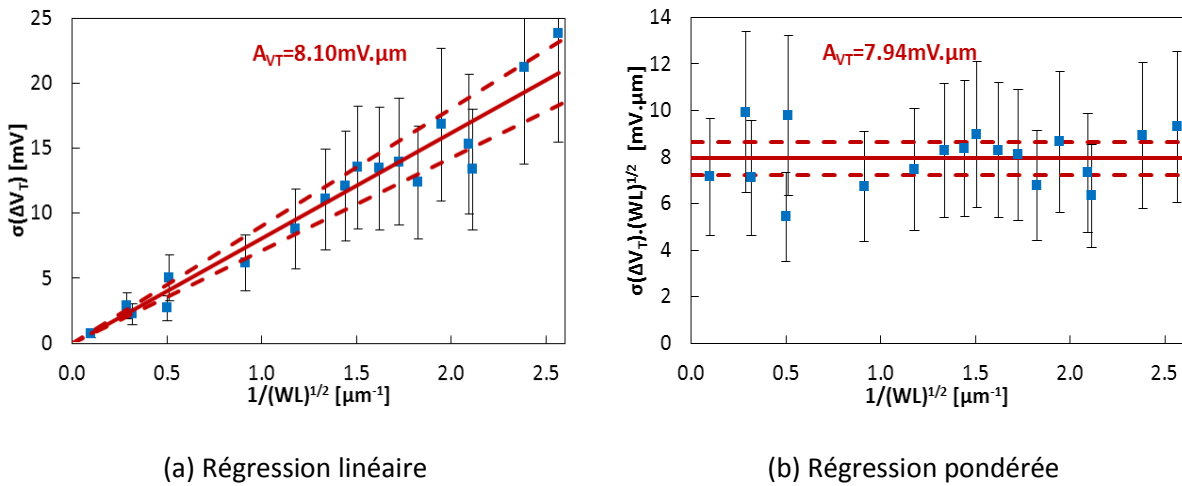 σ(ΔV_T) [mV]
25
20
15
10
5
0
A_VT=8.10mV.µm
0.0 0.5 1.0 1.5 2.0 2.5
1/(WL)^1/2 [µm^-1]
(a) Régression linéaire
σ(ΔV_T).(WL)^1/2 [mV.µm]
14
12
10
8
6
4
2
0
A_VT=7.94mV.µm
0.0 0.5 1.0 1.5 2.0 2.5
1/(WL)^1/2 [µm^-1]
(b) Régression pondérée